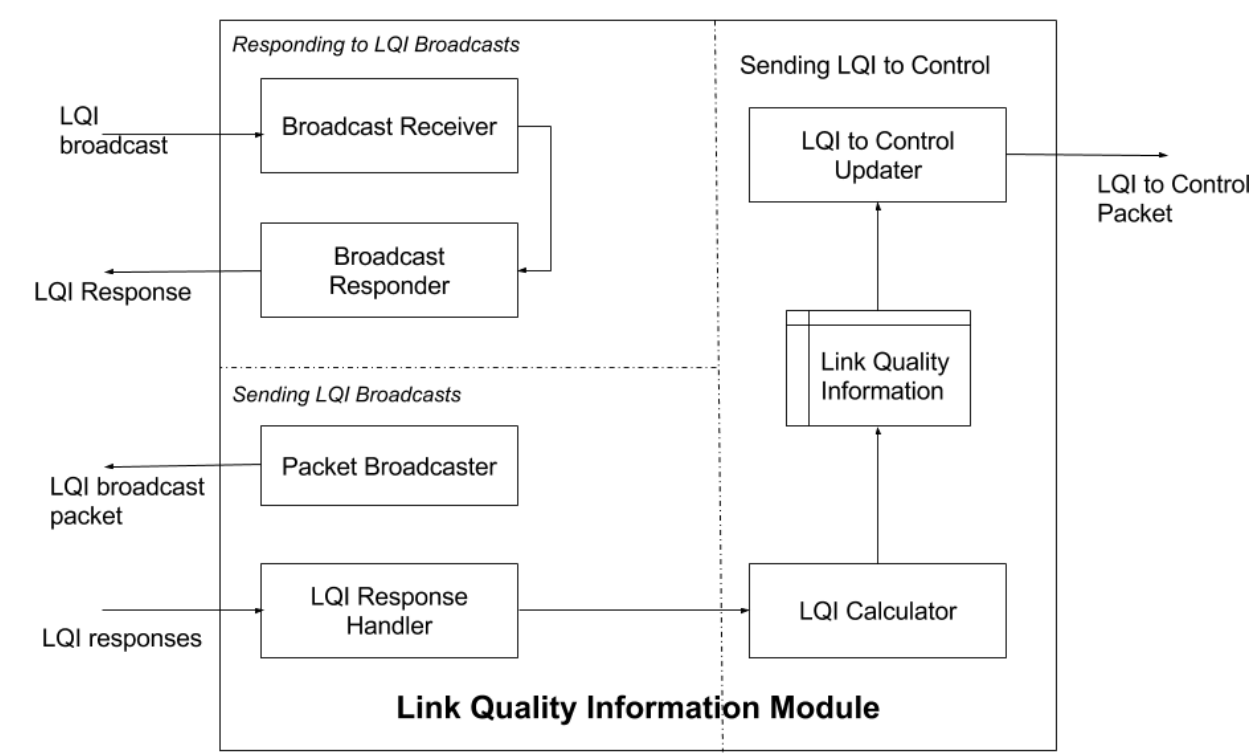 Responding to LQI Broadcasts
LQI
broadcast
Broadcast Receiver
Broadcast
Responder
LQI Response
Sending LQI Broadcasts
Packet Broadcaster
LQI broadcast
packet
LQI Response
Handler
LQI responses
Sending LQI to Control
LQI to Control
Updater
LQI to Control
Packet
Link Quality
Information
LQI Calculator
Link Quality Information Module